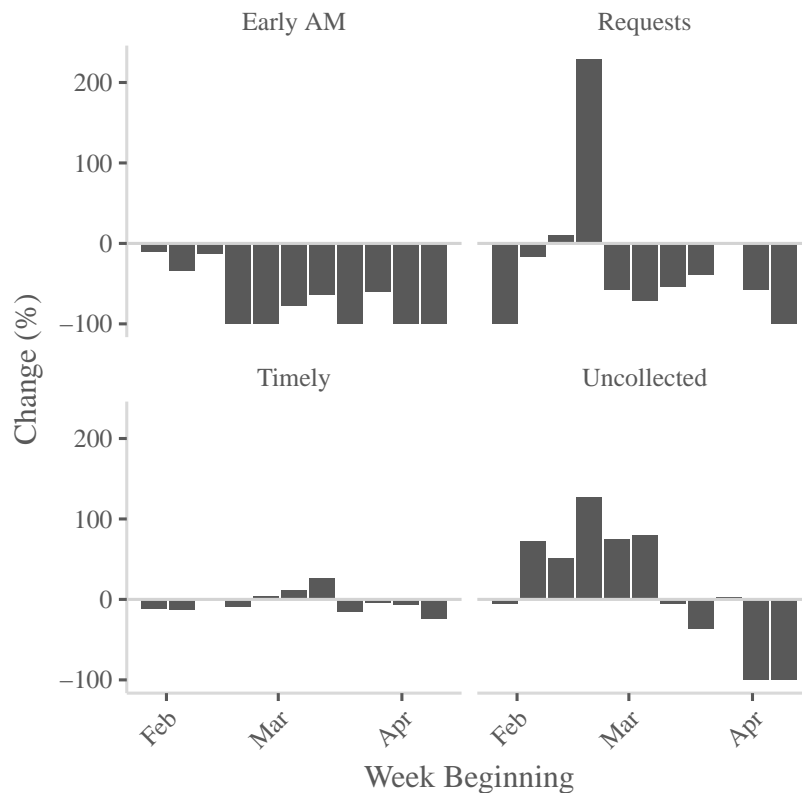 Early AM
Requests
200
100
0
−100
Timely
Uncollected
200
100
0
−100
Change (%)
Feb
Mar
Apr
Feb
Mar
Apr
Week Beginning